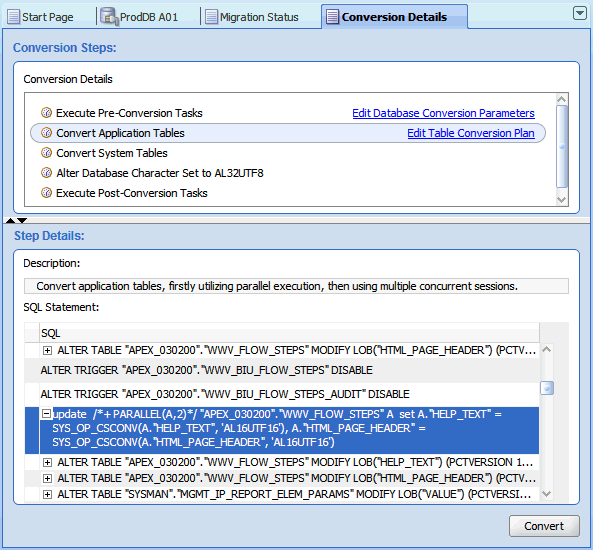 Start Page
ProdDB A01
Migration Status
Conversion Details
Conversion Steps:
Conversion Details
Execute Pre-Conversion Tasks Edit Database Conversion Parameters
Convert Application Tables Edit Table Conversion Plan
Convert System Tables
Alter Database Character Set to AL32UTF8
Execute Post-Conversion Tasks
Step Details:
Description:
Convert application tables, firstly utilizing parallel execution, then using multiple concurrent sessions.
SQL Statement:
SQL
ALTER TABLE "APEX_030200"."WWV_FLOW_STEPS" MODIFY LOB("HTML_PAGE_HEADER") (PCTV...
ALTER TRIGGER "APEX_030200"."WWV_BIU_FLOW_STEPS" DISABLE
ALTER TRIGGER "APEX_030200"."WWV_BIU_FLOW_STEPS_AUDIT" DISABLE
update /*+PARALLEL(A,2)*/ "APEX_030200"."WWV_FLOW_STEPS" A set A."HELP_TEXT" =
SYS_OP_CSCONV(A."HELP_TEXT", 'AL16UTF16'), A."HTML_PAGE_HEADER" =
SYS_OP_CSCONV(A."HTML_PAGE_HEADER", 'AL16UTF16')
ALTER TABLE "APEX_030200"."WWV_FLOW_STEPS" MODIFY LOB("HELP_TEXT") (PCTVERSION 1...
ALTER TABLE "APEX_030200"."WWV_FLOW_STEPS" MODIFY LOB("HTML_PAGE_HEADER") (PCTV...
ALTER TABLE "SYSMAN"."MGMT_IP_REPORT_ELEM_PARAMS" MODIFY LOB("VALUE") (PCTVERSI...
Convert